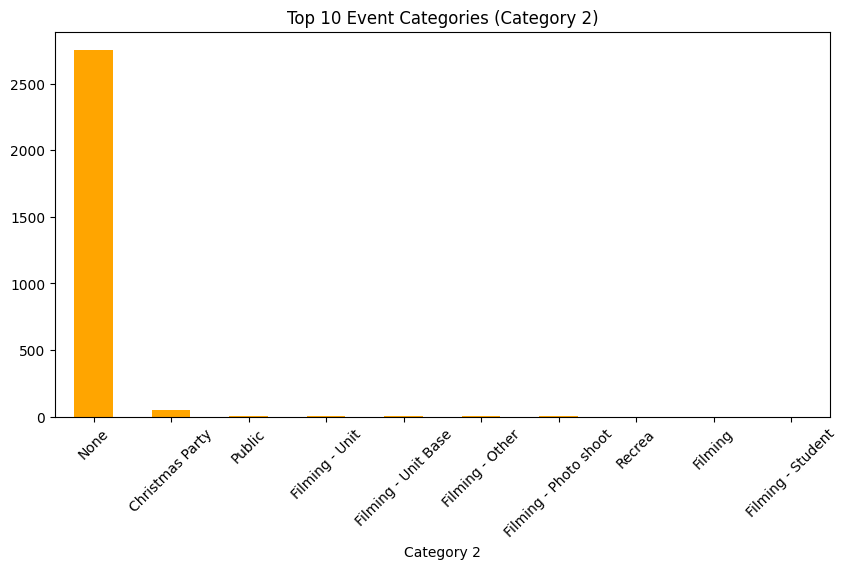 Top 10 Event Categories (Category 2)
2500
2000
1500
1000
500
0
None
Christmas Party
Public
Filming - Unit
Filming - Unit Base
Filming - Other
Filming - Photo shoot
Recrea
Filming
Filming - Student
Category 2